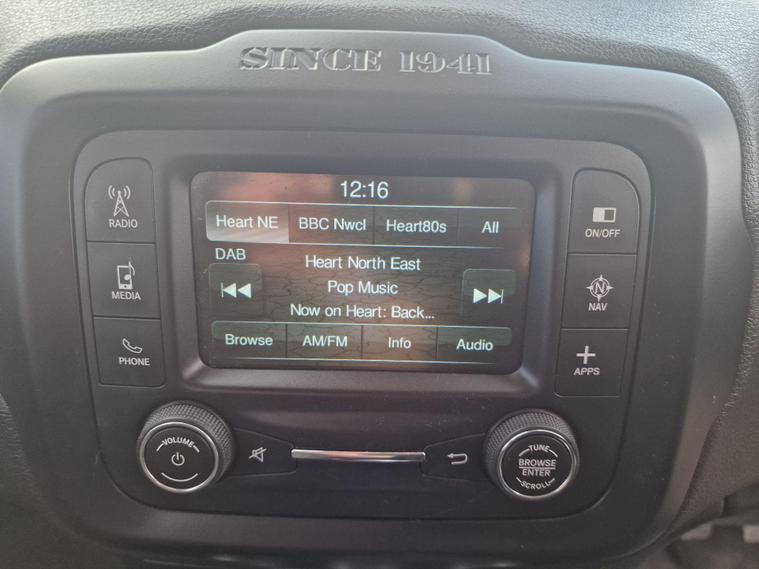 SINCE 1941
12:16
Heart NE BBC Nwcl Heart80s All
DAB
Heart North East
Pop Music
Now on Heart: Back...
Browse AM/FM Info Audio
RADIO
MEDIA
PHONE
ON/OFF
NAV
APPS
VOLUME
TUNE
BROWSE
ENTER
SCROLL